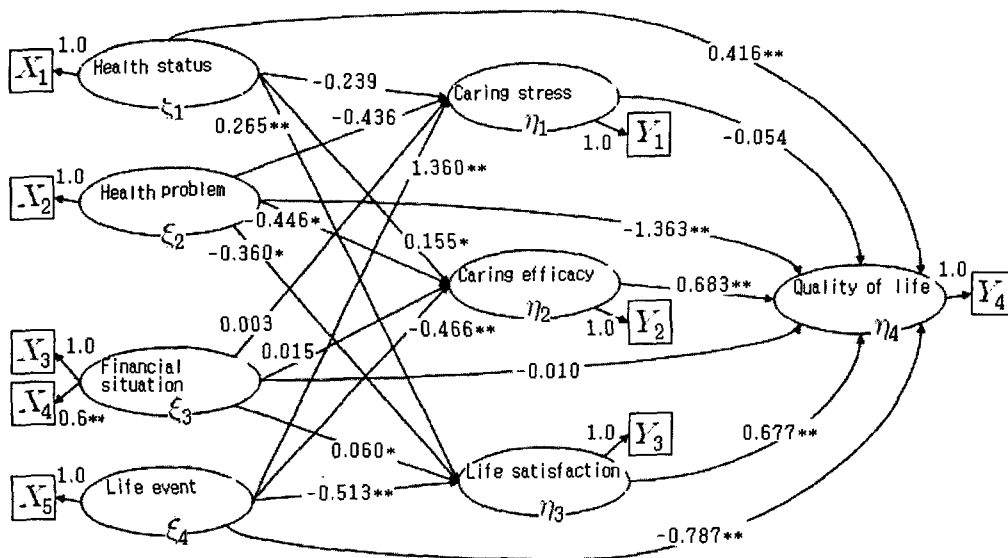 1.0
X₁
Health status
ξ₁
0.416**
-0.239
Caring stress
η₁
1.0
Y₁
-0.054
0.265**
-0.436
1.360**
1.0
X₂
Health problem
ξ₂
-0.446*
-0.360*
0.155*
-1.363**
Caring efficacy
η₂
1.0
Y₂
0.683**
Quality of life
η₄
1.0
Y₄
-0.466**
0.003
0.015
-0.010
X₃
1.0
X₄
0.6**
Financial
situation
ξ₃
0.060*
1.0
Y₃
0.677**
Life satisfaction
η₃
1.0
X₅
Life event
ξ₄
-0.513**
-0.787**